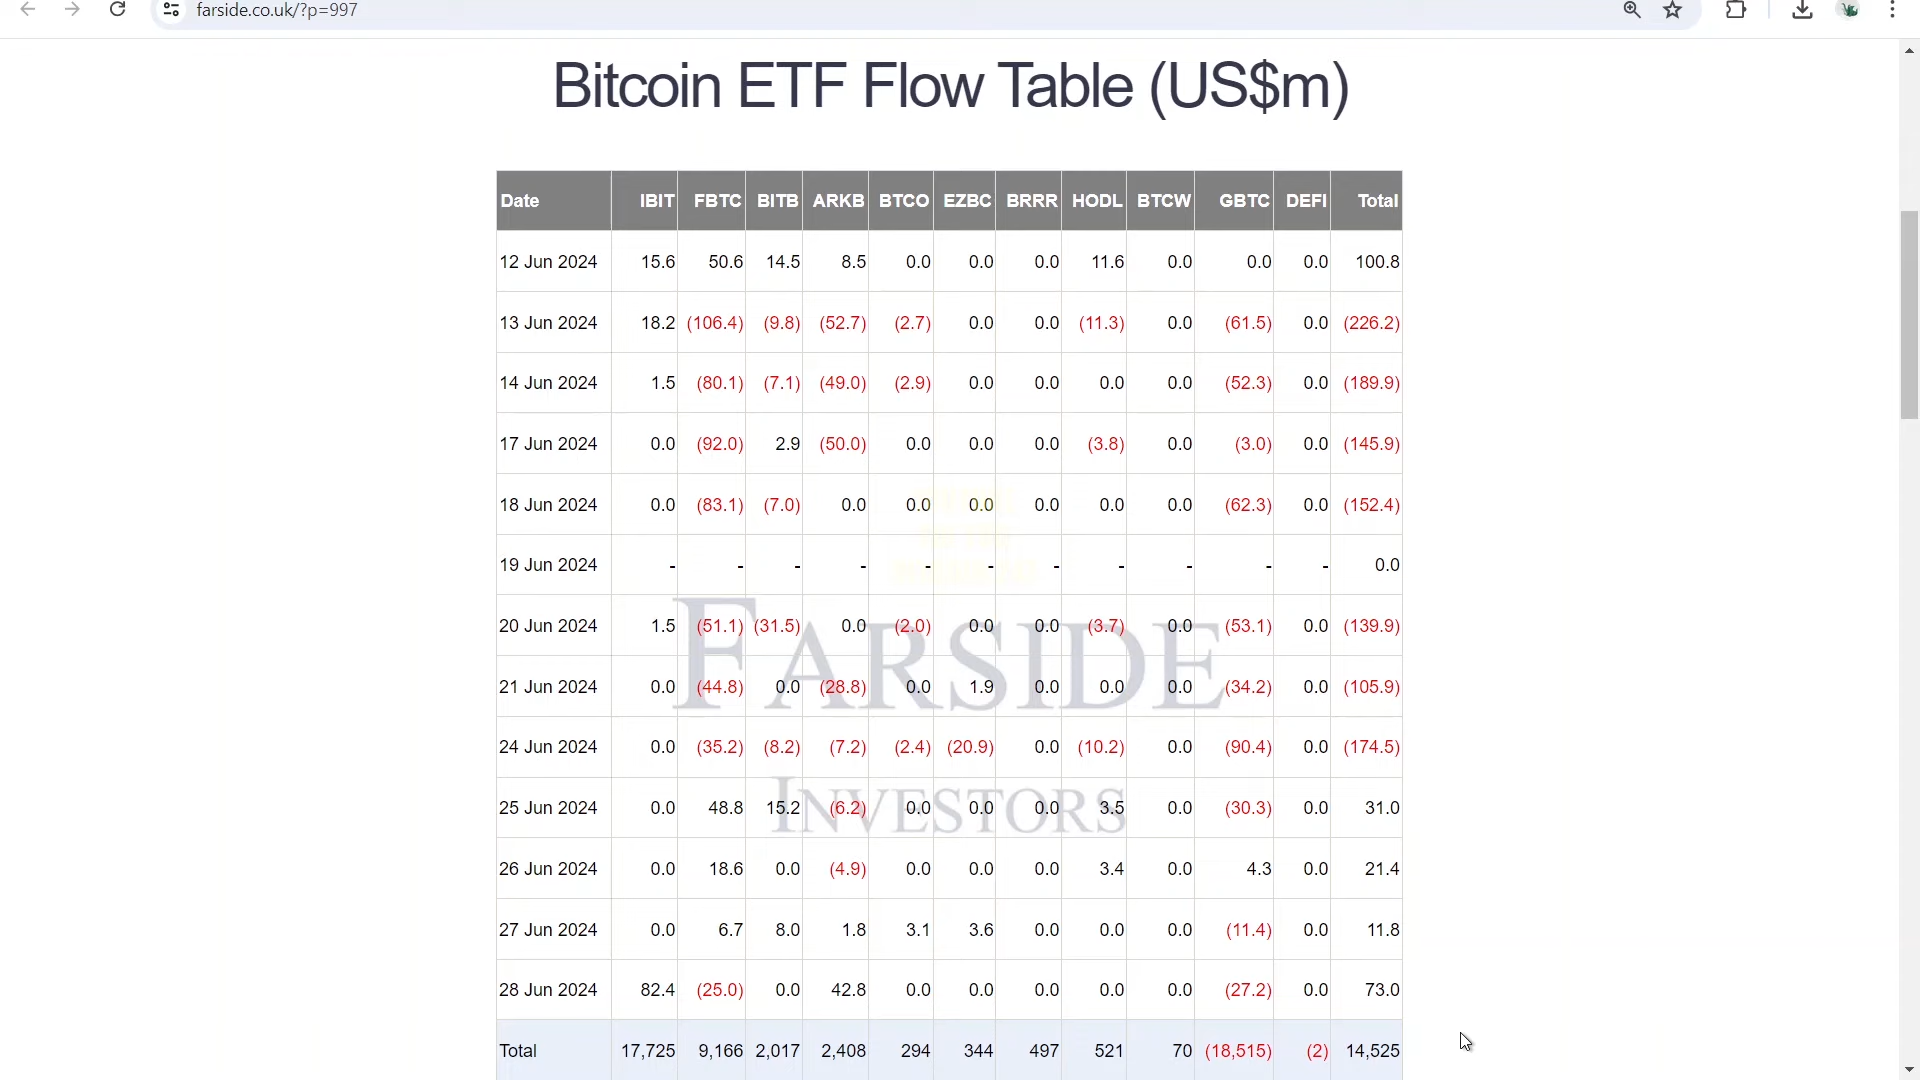 farside.co.uk/?p=997
Bitcoin ETF Flow Table (US$m)
Date IBIT FBTC BITB ARKB BTCO EZBC BRRR HODL BTCW GBTC DEFI Total
12 Jun 2024 15.6 50.6 14.5 8.5 0.0 0.0 0.0 11.6 0.0 0.0 0.0 100.8
13 Jun 2024 18.2 (106.4) (9.8) (52.7) (2.7) 0.0 0.0 (11.3) 0.0 (61.5) 0.0 (226.2)
14 Jun 2024 1.5 (80.1) (7.1) (49.0) (2.9) 0.0 0.0 0.0 0.0 (52.3) 0.0 (189.9)
17 Jun 2024 0.0 (92.0) 2.9 (50.0) 0.0 0.0 0.0 (3.8) 0.0 (3.0) 0.0 (145.9)
18 Jun 2024 0.0 (83.1) (7.0) 0.0 0.0 0.0 0.0 0.0 0.0 (62.3) 0.0 (152.4)
19 Jun 2024 - - - - - - - - - - - 0.0
20 Jun 2024 1.5 (51.1) (31.5) 0.0 (2.0) 0.0 0.0 (3.7) 0.0 (53.1) 0.0 (139.9)
21 Jun 2024 0.0 (44.8) 0.0 (28.8) 0.0 1.9 0.0 0.0 0.0 (34.2) 0.0 (105.9)
FARSIDE
24 Jun 2024 0.0 (35.2) (8.2) (7.2) (2.4) (20.9) 0.0 (10.2) 0.0 (90.4) 0.0 (174.5)
25 Jun 2024 0.0 48.8 15.2 (6.2) 0.0 0.0 0.0 3.5 0.0 (30.3) 0.0 31.0
INVESTORS
26 Jun 2024 0.0 18.6 0.0 (4.9) 0.0 0.0 0.0 3.4 0.0 4.3 0.0 21.4
27 Jun 2024 0.0 6.7 8.0 1.8 3.1 3.6 0.0 0.0 0.0 (11.4) 0.0 11.8
28 Jun 2024 82.4 (25.0) 0.0 42.8 0.0 0.0 0.0 0.0 0.0 (27.2) 0.0 73.0
Total 17,725 9,166 2,017 2,408 294 344 497 521 70 (18,515) (2) 14,525